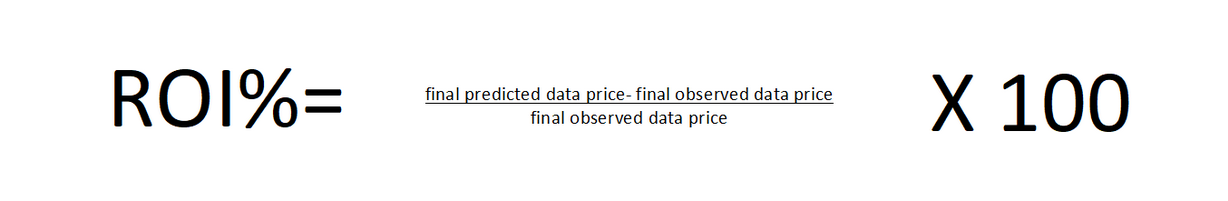 ROI%=
final predicted data price- final observed data price
final observed data price
X 100